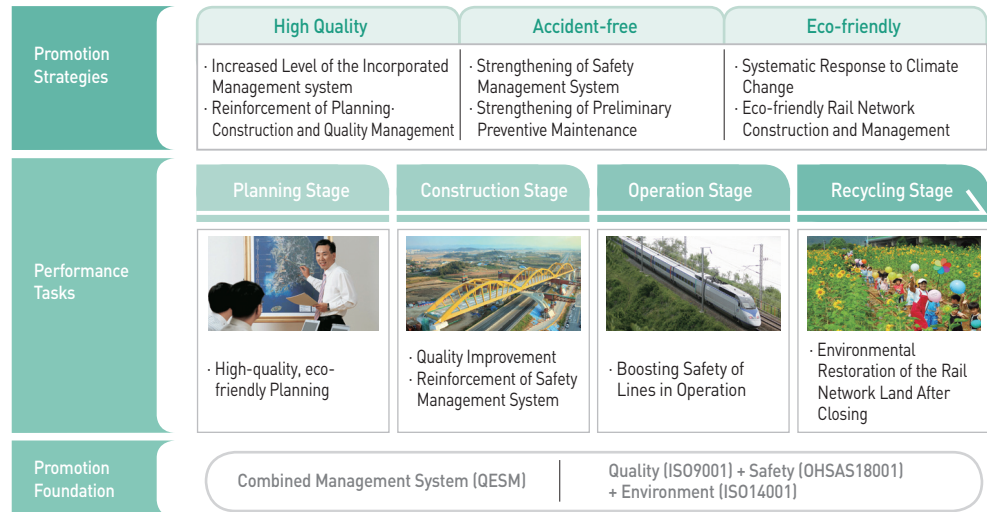 Promotion
Strategies
High Quality
Accident-free
Eco-friendly
· Increased Level of the Incorporated
Management system
· Reinforcement of Planning·
Construction and Quality Management
· Strengthening of Safety
Management System
· Strengthening of Preliminary
Preventive Maintenance
· Systematic Response to Climate
Change
· Eco-friendly Rail Network
Construction and Management
Performance
Tasks
Planning Stage
Construction Stage
Operation Stage
Recycling Stage
· High-quality, eco-
friendly Planning
· Quality Improvement
· Reinforcement of Safety
Management System
· Boosting Safety of
Lines in Operation
· Environmental
Restoration of the Rail
Network Land After
Closing
Promotion
Foundation
Combined Management System (QESM)
Quality (ISO9001) + Safety (OHSAS18001)
+ Environment (ISO14001)